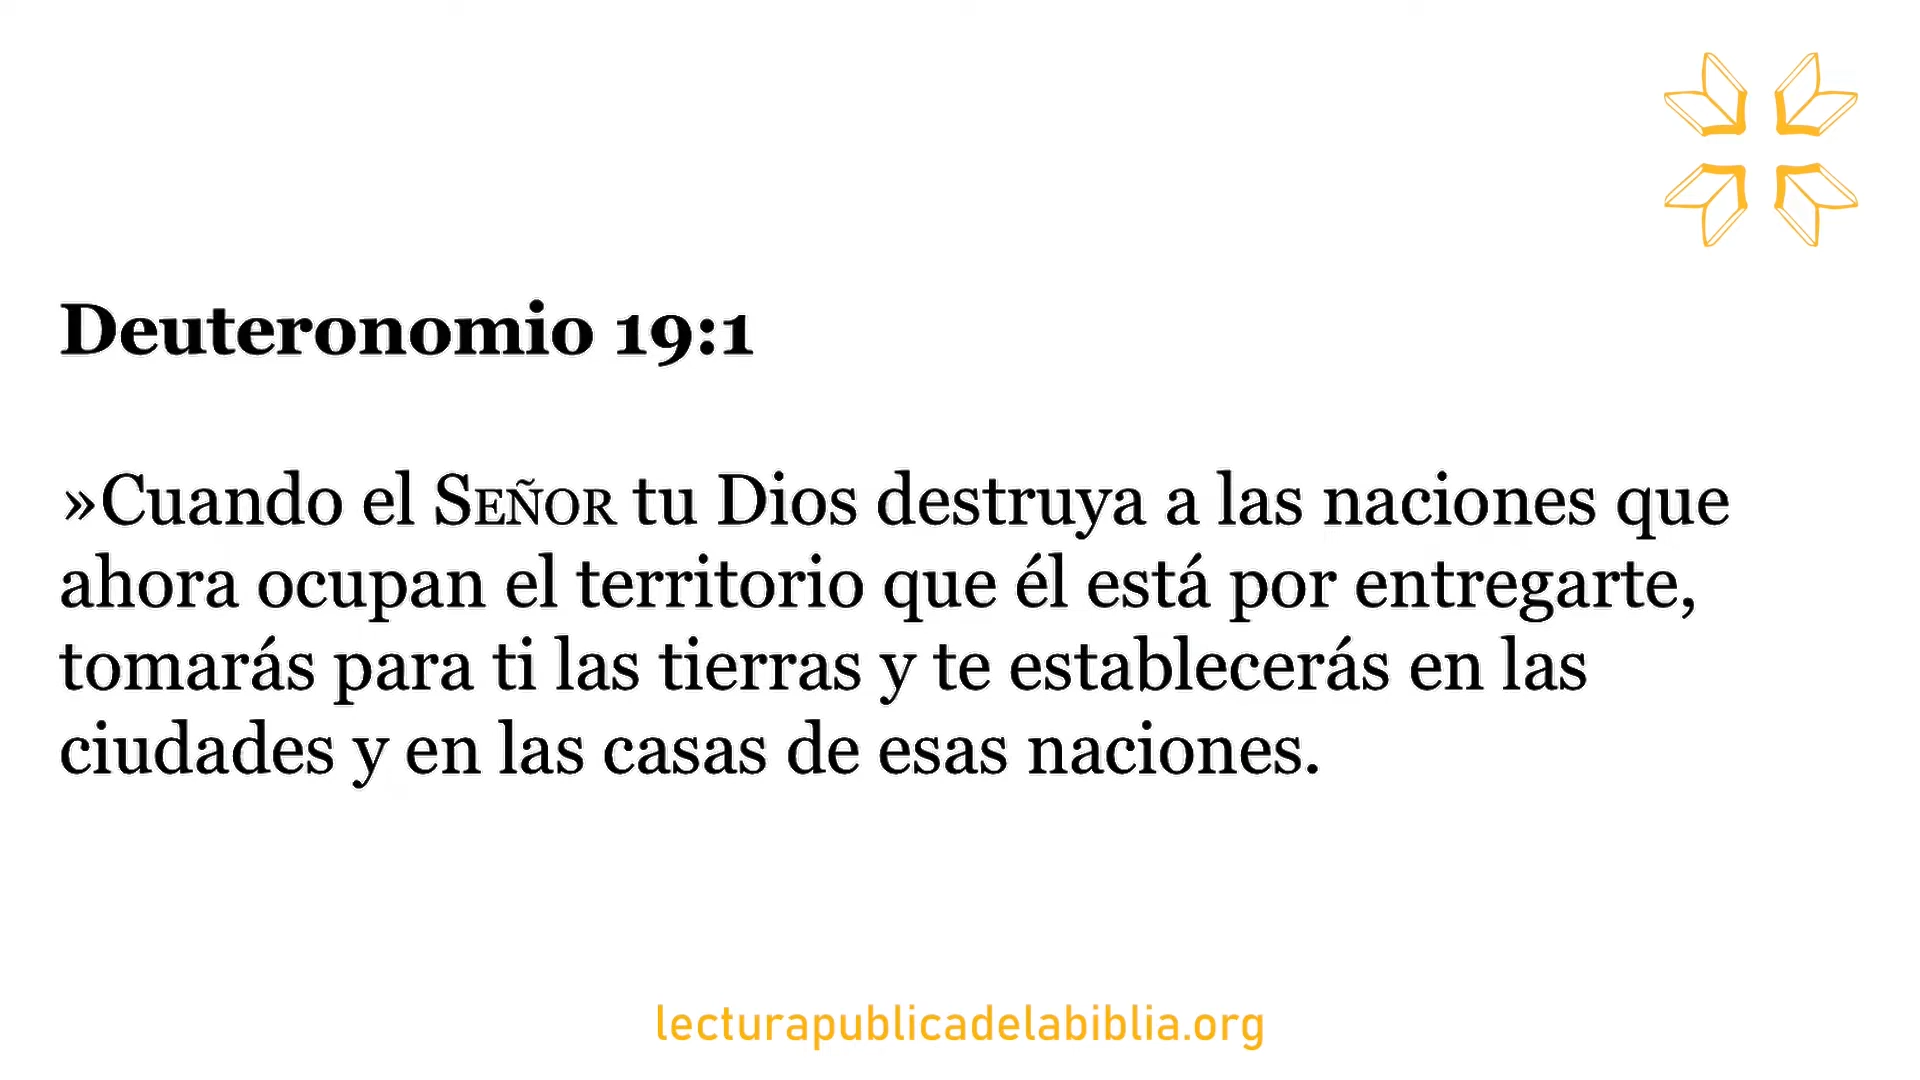 Deuteronomio 19:1
»Cuando el SEÑOR tu Dios destruya a las naciones que
ahora ocupan el territorio que él está por entregarte,
tomarás para ti las tierras y te establecerás en las
ciudades y en las casas de esas naciones.
lecturapublicadelabiblia.org